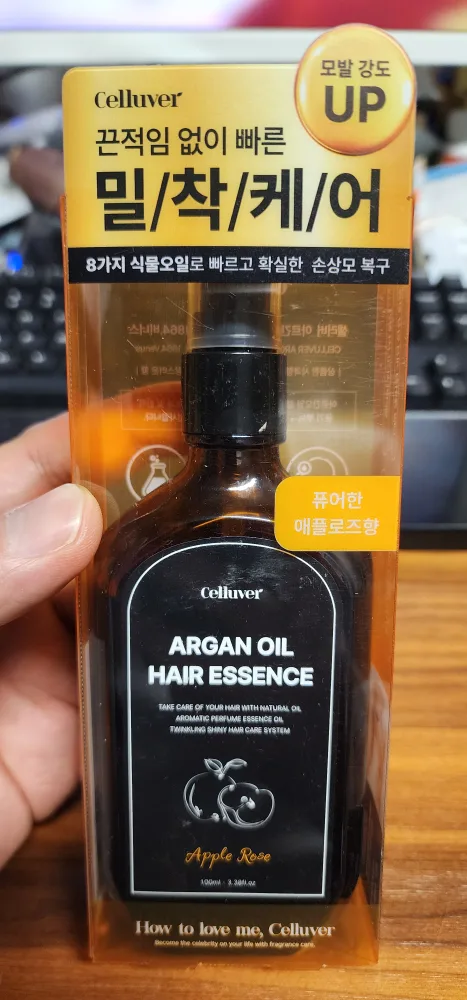 Celluver
모발 강도
UP
끈적임 없이 빠른
밀/착/케/어
8가지 식물오일로 빠르고 확실한 손상모 복구
퓨어한
애플로즈향
Celluver
ARGAN OIL
HAIR ESSENCE
TAKE CARE OF YOUR HAIR WITH NATURAL OIL
AROMATIC PERFUME ESSENCE OIL
TWINKLING SHINY HAIR CARE SYSTEM
Apple Rose
100ml · 3.38fl.oz
How to love me, Celluver
Become the celebrity on your life with fragrance care.